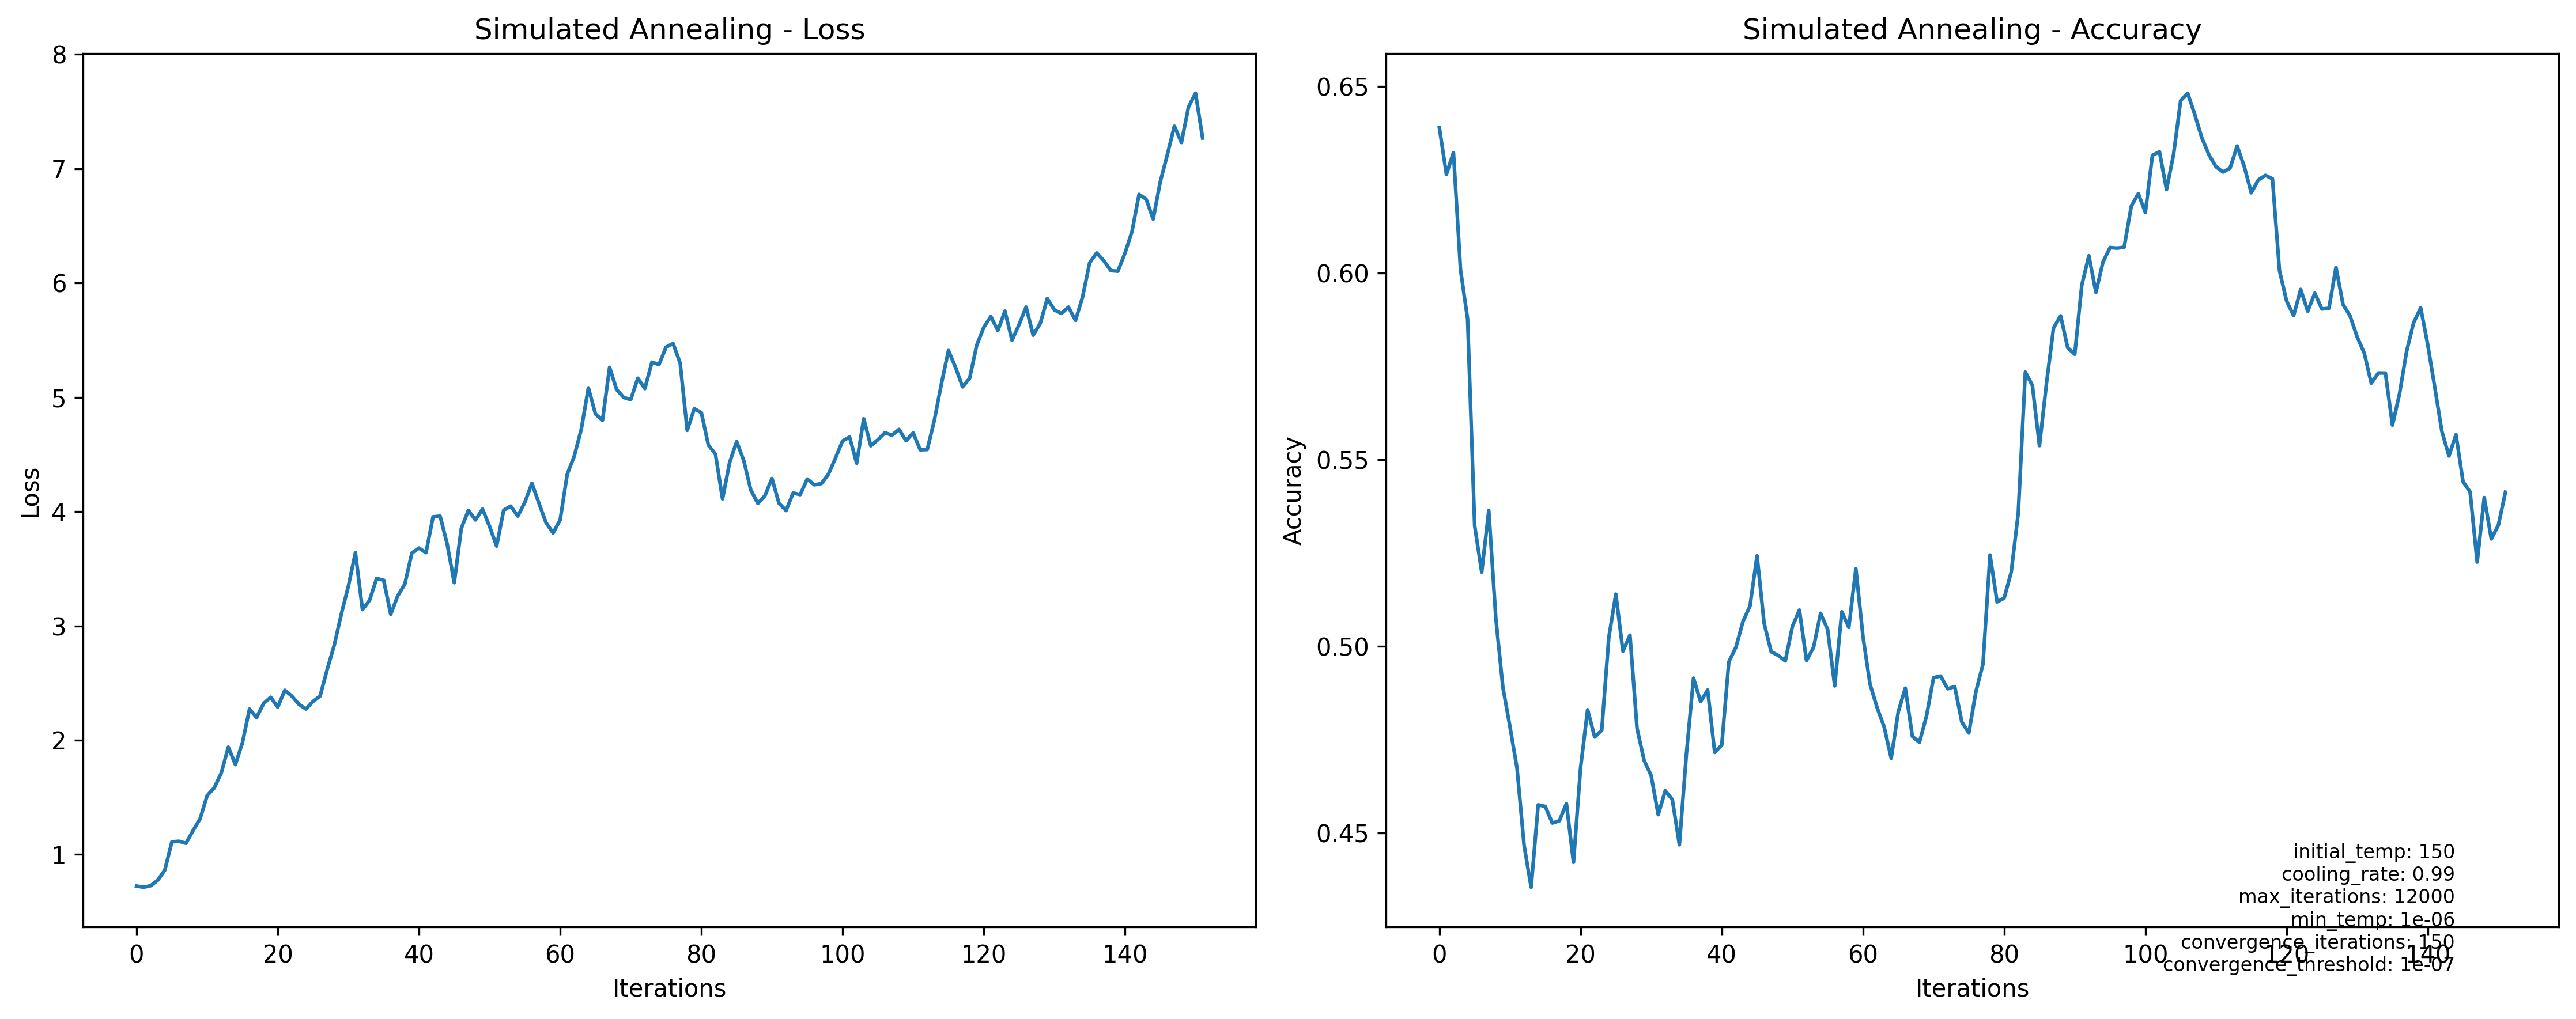 Simulated Annealing - Loss
8
7
6
5
4
3
2
1
Loss
0 20 40 60 80 100 120 140
Iterations
Simulated Annealing - Accuracy
0.65
0.60
0.55
0.50
0.45
Accuracy
initial_temp: 150
cooling_rate: 0.99
max_iterations: 12000
min_temp: 1e-06
convergence_iterations: 150
convergence_threshold: 1e-07
0 20 40 60 80 100 120 140
Iterations